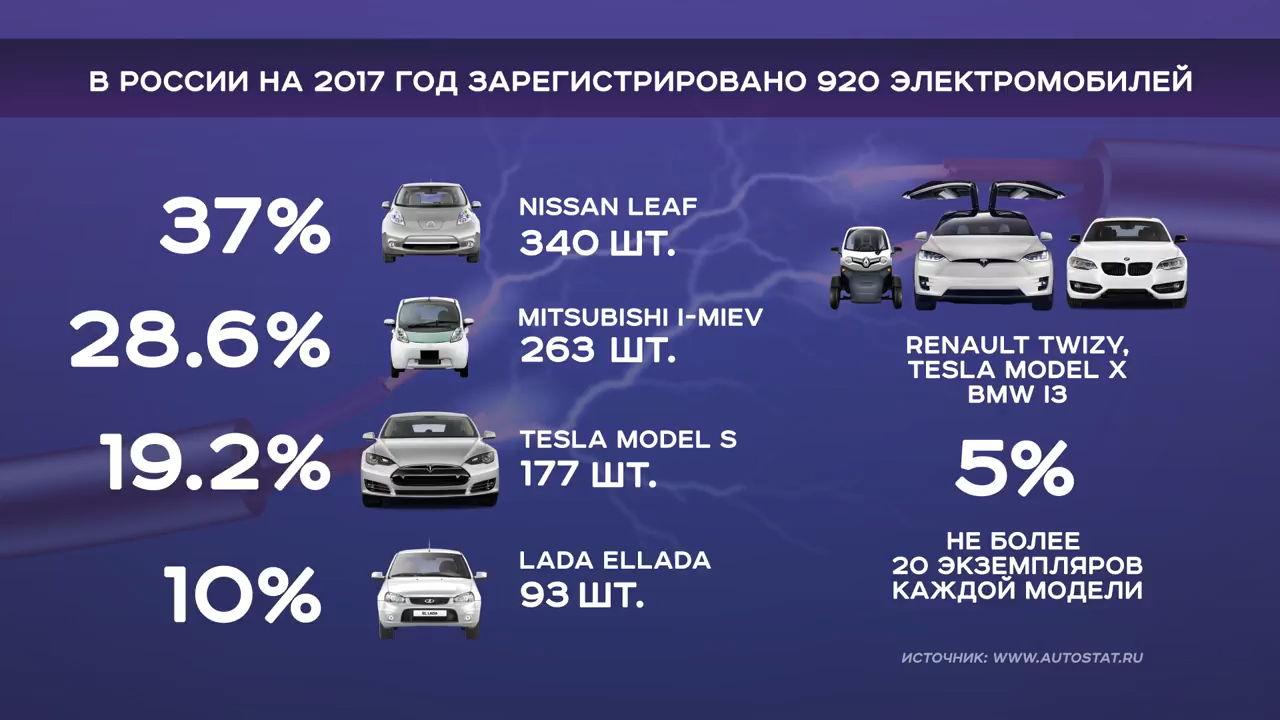 В РОССИИ НА 2017 ГОД ЗАРЕГИСТРИРОВАНО 920 ЭЛЕКТРОМОБИЛЕЙ
37%
NISSAN LEAF
340 ШТ.
28.6%
MITSUBISHI I-MIEV
263 ШТ.
19.2%
TESLA MODEL S
177 ШТ.
10%
LADA ELLADA
93 ШТ.
EL LADA
RENAULT TWIZY,
TESLA MODEL X
BMW I3
5%
НЕ БОЛЕЕ
20 ЭКЗЕМПЛЯРОВ
КАЖДОЙ МОДЕЛИ
ИСТОЧНИК: WWW.AUTOSTAT.RU